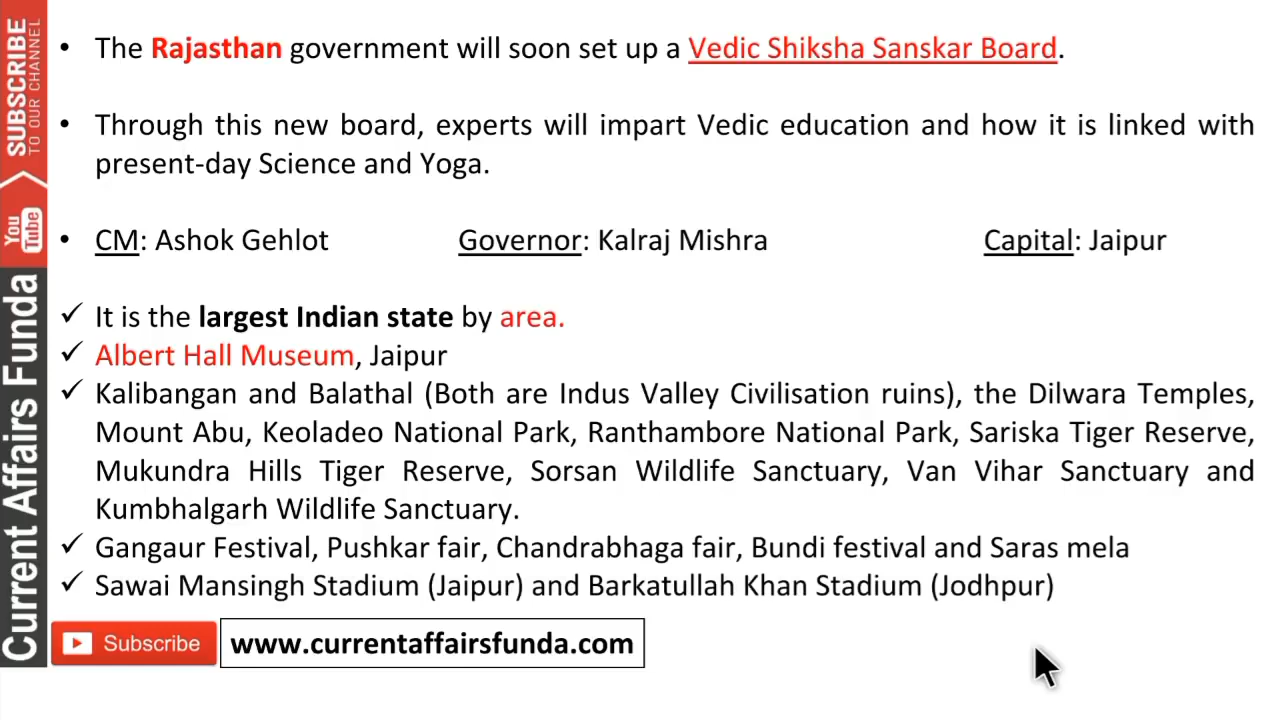 SUBSCRIBE
TO OUR CHANNEL
You
Tube
Current Affairs Funda
• The Rajasthan government will soon set up a Vedic Shiksha Sanskar Board.
• Through this new board, experts will impart Vedic education and how it is linked with
present-day Science and Yoga.
• CM: Ashok Gehlot Governor: Kalraj Mishra Capital: Jaipur
✓ It is the largest Indian state by area.
✓ Albert Hall Museum, Jaipur
✓ Kalibangan and Balathal (Both are Indus Valley Civilisation ruins), the Dilwara Temples,
Mount Abu, Keoladeo National Park, Ranthambore National Park, Sariska Tiger Reserve,
Mukundra Hills Tiger Reserve, Sorsan Wildlife Sanctuary, Van Vihar Sanctuary and
Kumbhalgarh Wildlife Sanctuary.
✓ Gangaur Festival, Pushkar fair, Chandrabhaga fair, Bundi festival and Saras mela
✓ Sawai Mansingh Stadium (Jaipur) and Barkatullah Khan Stadium (Jodhpur)
Subscribe www.currentaffairsfunda.com